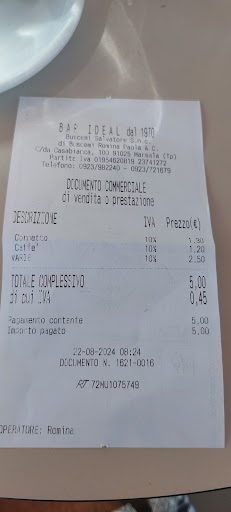 BAR IDEAL dal 1970
Buscemi Salvatore S.n.c.
di Buscemi Romina Paola & C.
C/da Casabianca, 100 91025 Marsala (Tp)
Partita Iva 01854620819 23741272
Telefono: 0923/982240 - 0923/721679
DOCUMENTO COMMERCIALE
di vendita o prestazione
DESCRIZIONE IVA Prezzo(€)
Cornetto 10% 1,30
Caffe' 10% 1,20
VARIE 10% 2,50
TOTALE COMPLESSIVO 5,00
di cui IVA 0,45
Pagamento contante 5,00
Importo pagato 5,00
22-08-2024 08:24
DOCUMENTO N. 1621-0016
RT 72MU1075749
OPERATORE: Romina